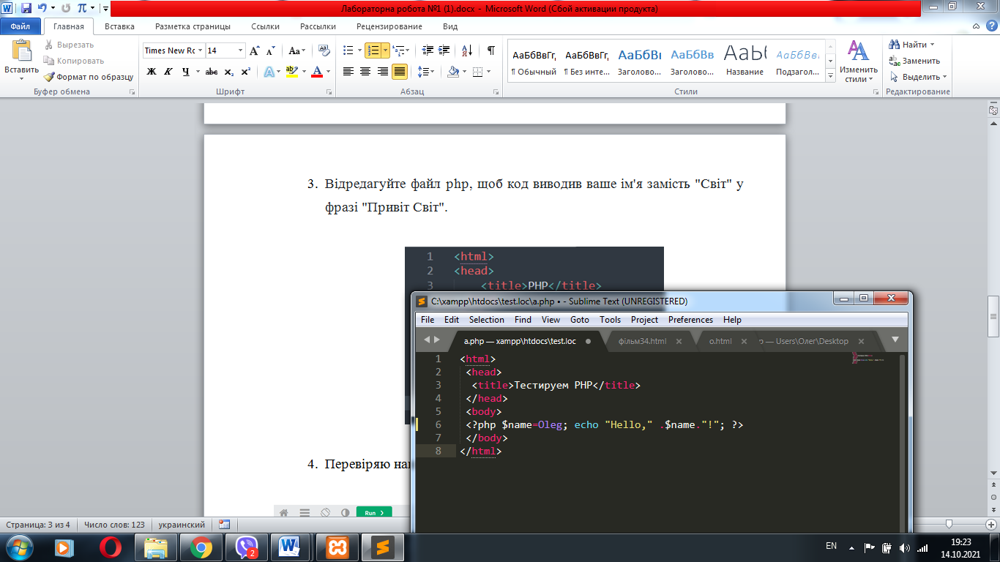 Лабораторна робота №1 (1).docx - Microsoft Word (Сбой активации продукта)
Файл Главная Вставка Разметка страницы Ссылки Рассылки Рецензирование Вид
Вставить
Вырезать
Копировать
Формат по образцу
Буфер обмена
Times New Ro 14
Ж К Ч abc x₂ x²
Шрифт
Абзац
АаБбВвГг, АаБбВвГг, АаБбВı АаБбВв АаБ АаБбВı
¶ Обычный ¶ Без инте... Заголово... Заголово... Название Подзагол...
Стили
Изменить стили
Найти
Заменить
Выделить
Редактирование
3. Відредагуйте файл php, щоб код виводив ваше ім'я замість "Світ" у
фразі "Привіт Світ".
1 <html>
2 <head>
3 <title>PHP</title>
C:\xampp\htdocs\test.loc\a.php • - Sublime Text (UNREGISTERED)
File Edit Selection Find View Goto Tools Project Preferences Help
a.php — xampp\htdocs\test.loc фільм34.html o.html p — Users\Олег\Desktop
1 <html>
2 <head>
3 <title>Тестируем PHP</title>
4 </head>
5 <body>
6 <?php $name=Oleg; echo "Hello," .$name."!"; ?>
7 </body>
8 </html>
4. Перевіряю
Run ❯
Страница: 3 из 4 Число слов: 123 украинский
2
EN
19:23
14.10.2021